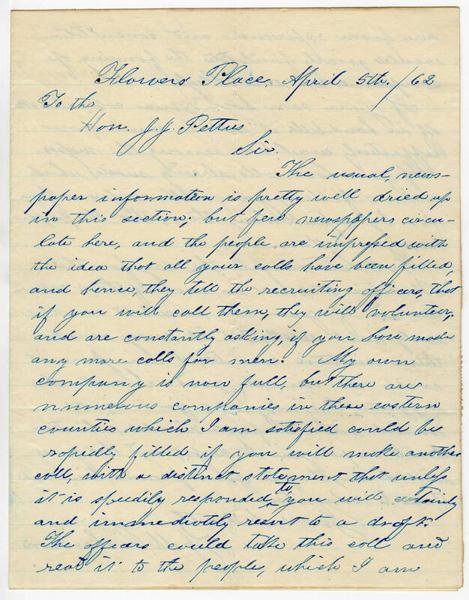 Flowers Place, April 5th./62
To the
Hon. J. J. Pettus
Sir.
The usual, news-
paper information is pretty well dried up
in this section; but few newspapers circu-
late here, and the people are impressed with
the idea that all your calls have been filled,
and hence, they tell the recruiting officers, that
if you will call them, they will volunteer,
and are constantly asking, if you have made
any more calls for men. My own
company is now full, but there are
numerous companies in these eastern
counties which I am satisfied could be
rapidly filled if you will make another
call, with a distinct statement that unless
it is speedily responded to you will certainly
and immediately resort to a draft.
The officers could take this call and
read it to the people, which I am